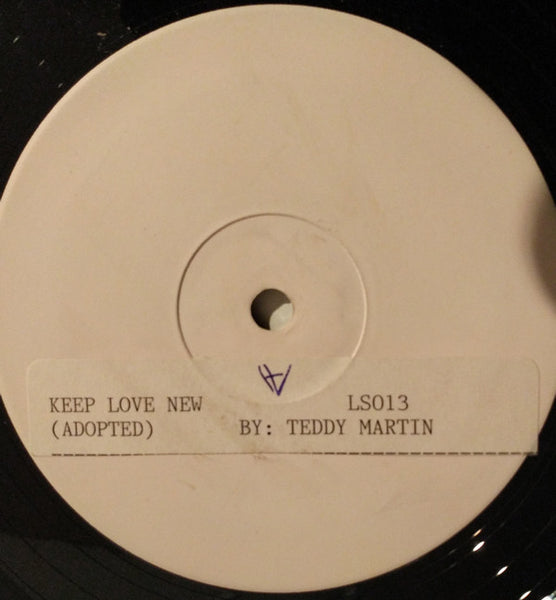 A
KEEP LOVE NEW LS013
(ADOPTED) BY: TEDDY MARTIN